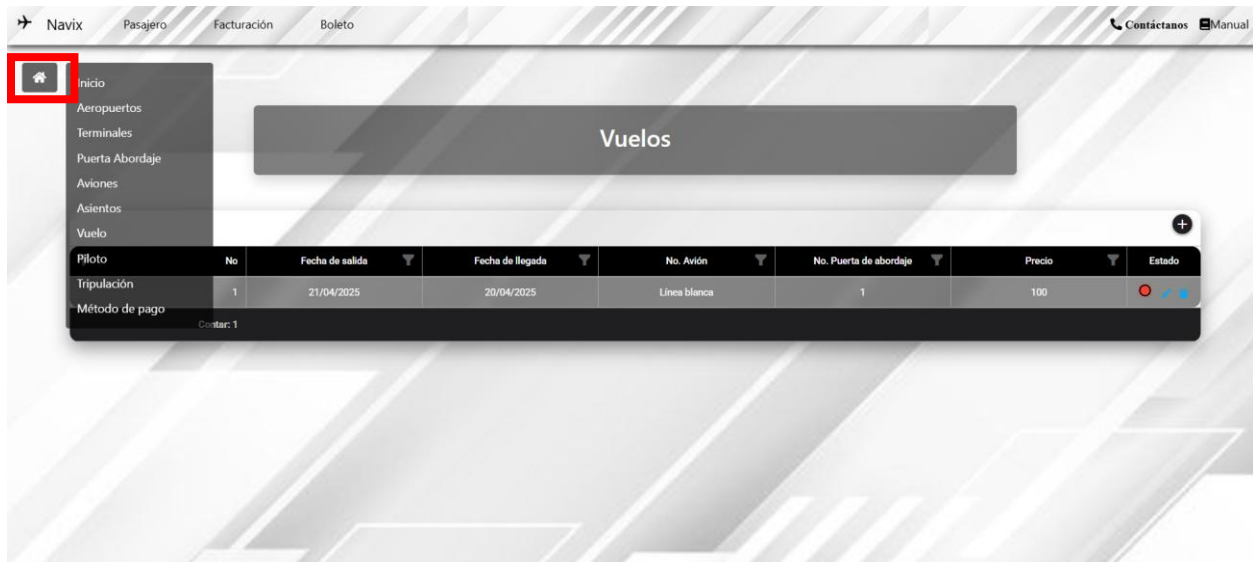 Navix Pasajero Facturación Boleto Contáctanos Manual
Inicio
Aeropuertos
Terminales
Puerta Abordaje
Aviones
Asientos
Vuelo
Piloto
Tripulación
Método de pago
Vuelos
No Fecha de salida Fecha de llegada No. Avión No. Puerta de abordaje Precio Estado
1 21/04/2025 20/04/2025 Línea blanca 1 100
Contar: 1